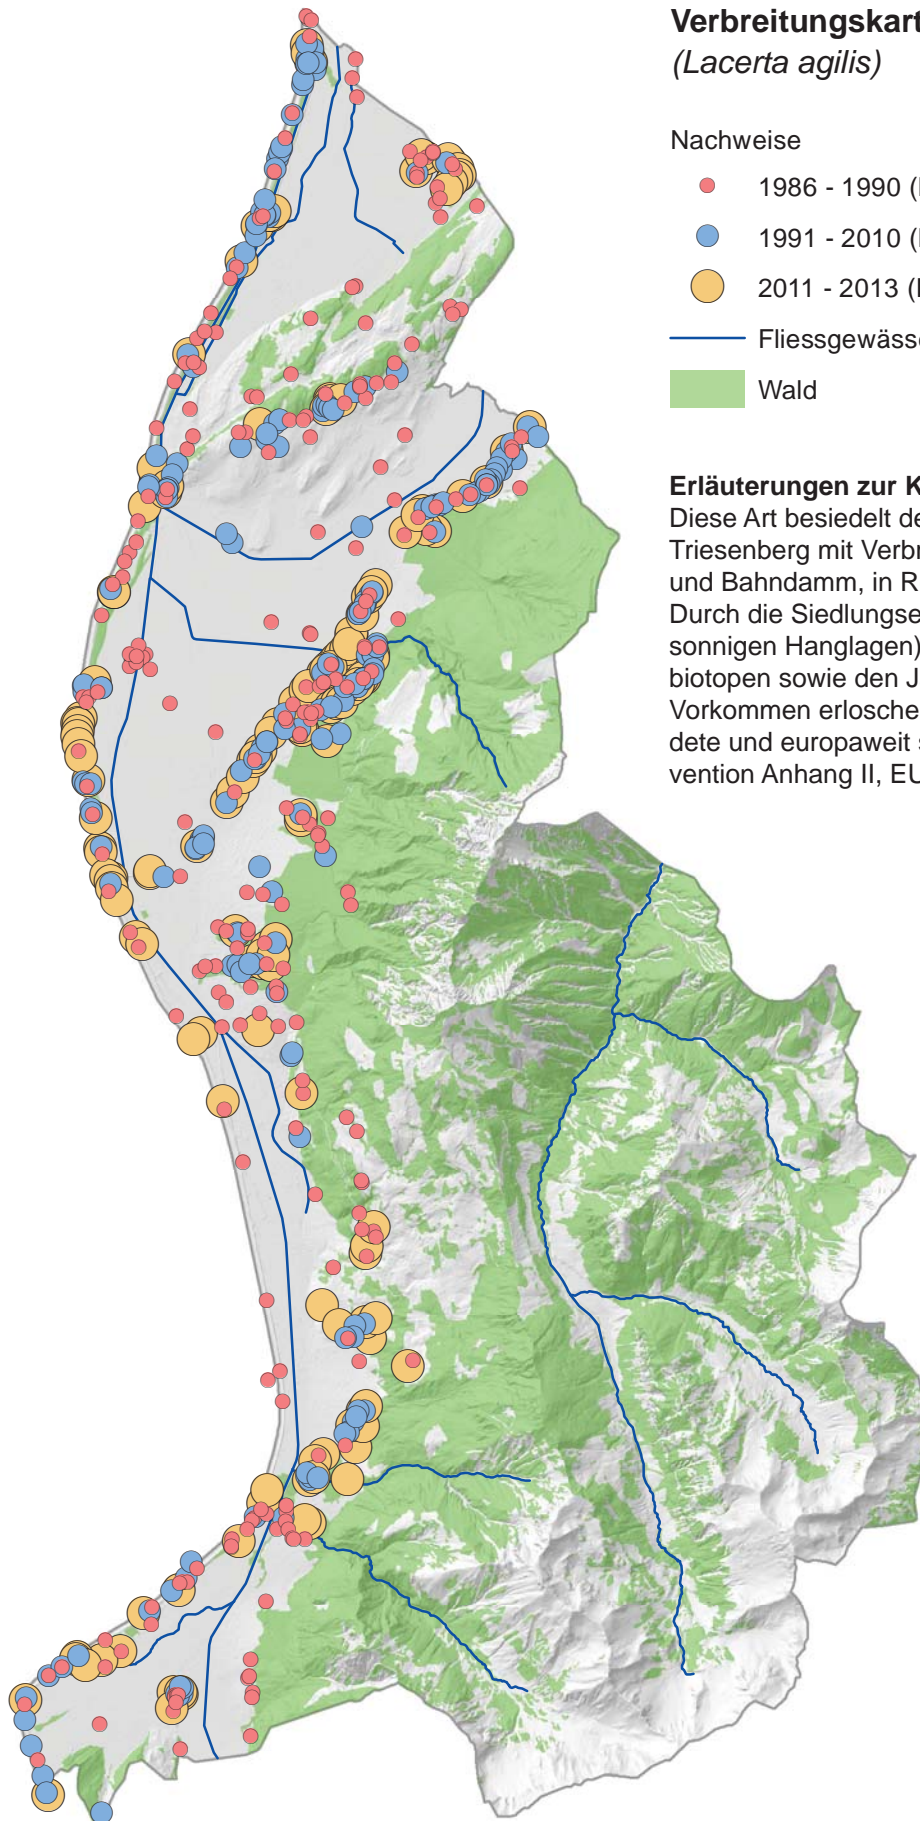 Verbreitungskart
(Lacerta agilis)
Nachweise
1986 - 1990 (
1991 - 2010 (
2011 - 2013 (
Fliessgewässe
Wald
Erläuterungen zur K
Diese Art besiedelt de
Triesenberg mit Verbr
und Bahndamm, in R
Durch die Siedlungse
sonnigen Hanglagen)
biotopen sowie den J
Vorkommen erlosche
dete und europaweit s
vention Anhang II, EU